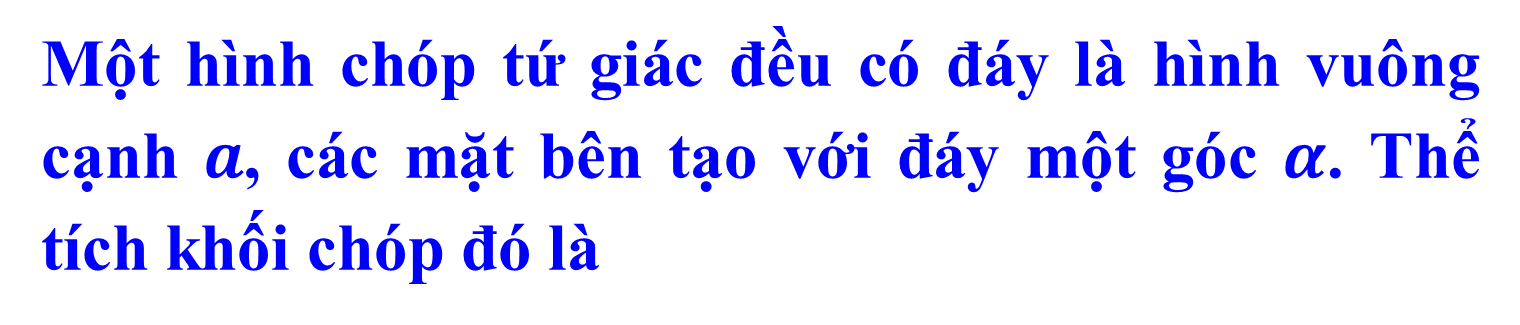 Một hình chóp tứ giác đều có đáy là hình vuông
cạnh a, các mặt bên tạo với đáy một góc α. Thể
tích khối chóp đó là